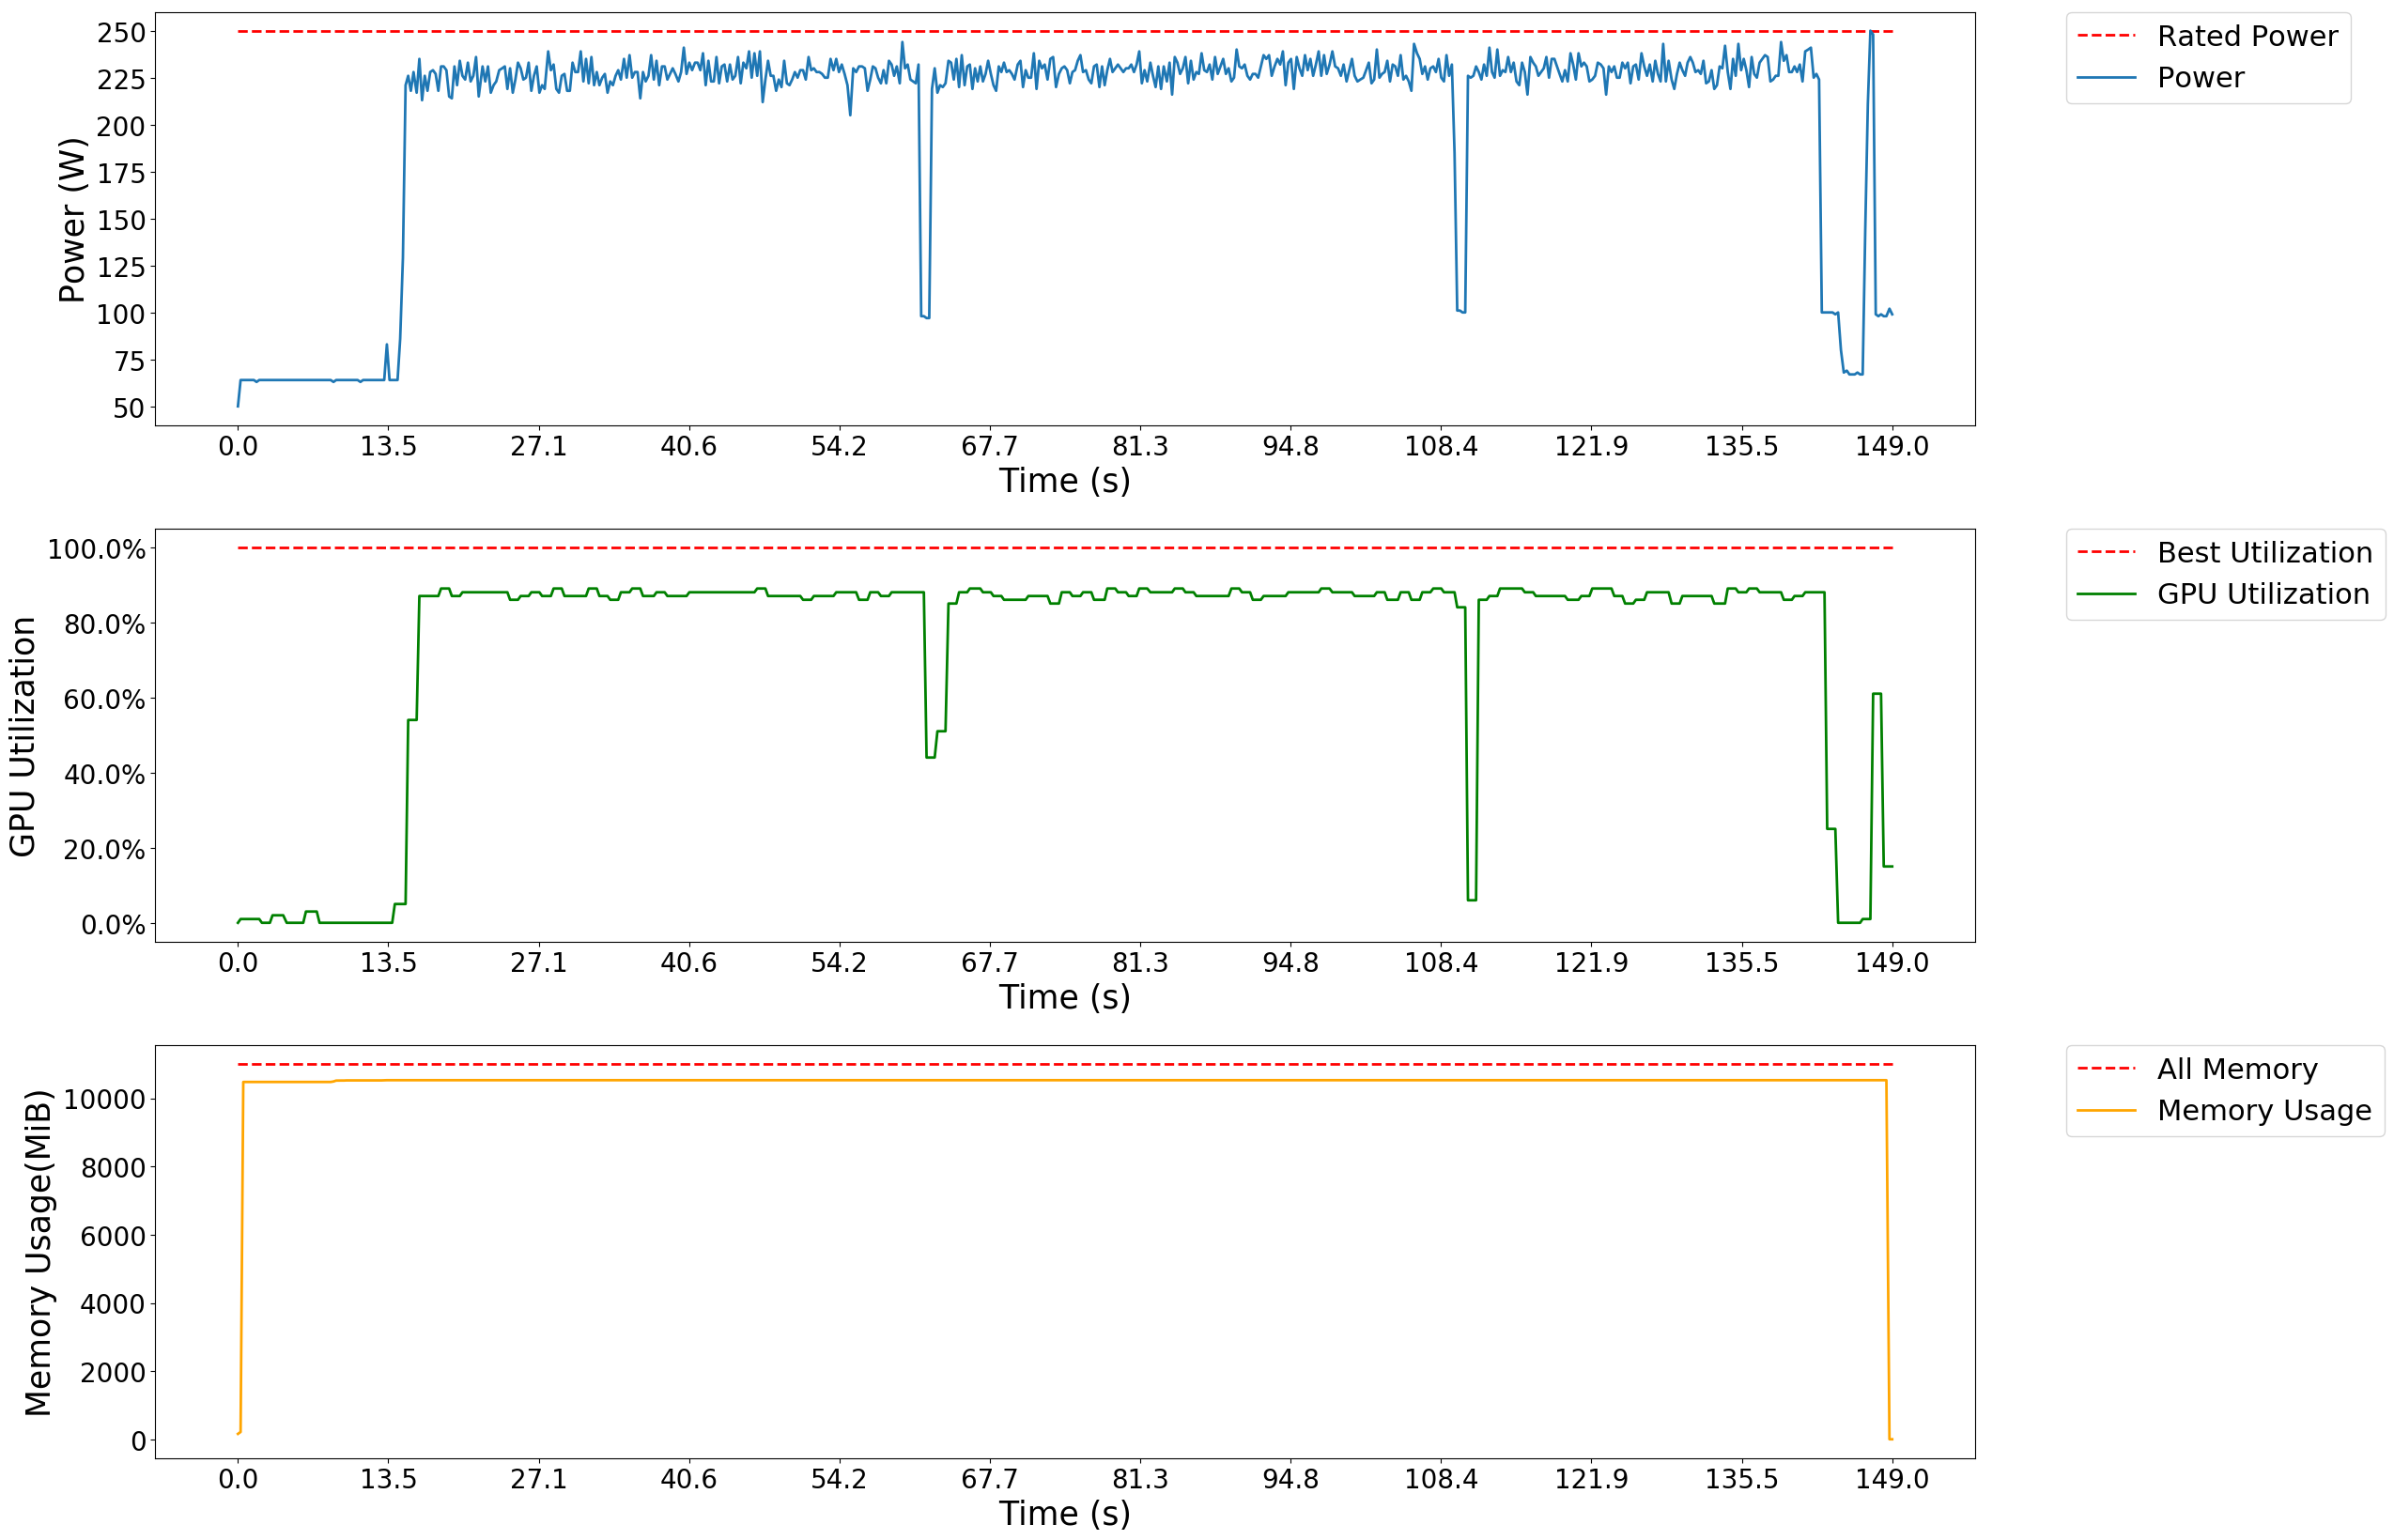 250
225
200
175
150
125
100
75
50
Power (W)
0.0 13.5 27.1 40.6 54.2 67.7 81.3 94.8 108.4 121.9 135.5 149.0
Time (s)
Rated Power
Power
100.0%
80.0%
60.0%
40.0%
20.0%
0.0%
GPU Utilization
0.0 13.5 27.1 40.6 54.2 67.7 81.3 94.8 108.4 121.9 135.5 149.0
Time (s)
Best Utilization
GPU Utilization
10000
8000
6000
4000
2000
0
Memory Usage(MiB)
0.0 13.5 27.1 40.6 54.2 67.7 81.3 94.8 108.4 121.9 135.5 149.0
Time (s)
All Memory
Memory Usage